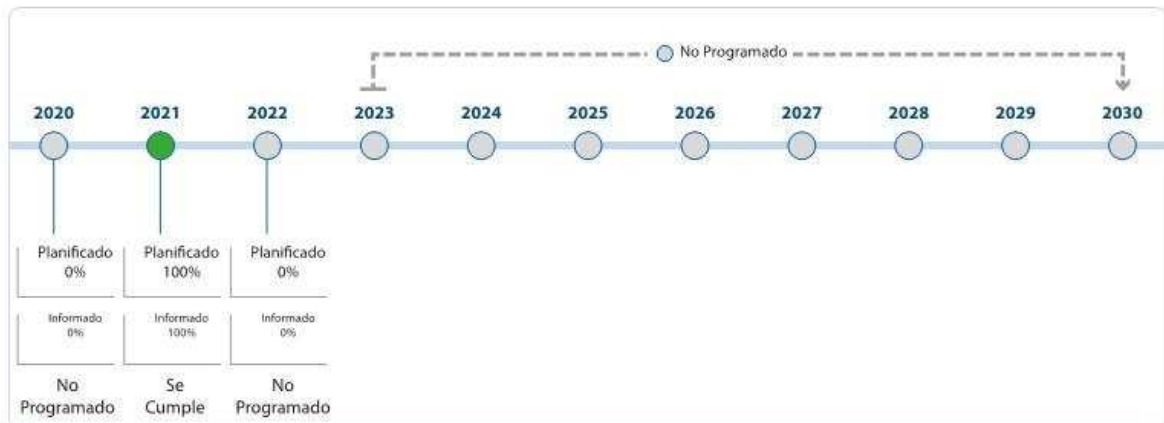 No Programado
2020 2021 2022 2023 2024 2025 2026 2027 2028 2029 2030
Planificado Planificado Planificado
0% 100% 0%
Informado Informado Informado
0% 100% 0%
No Se No
Programado Cumple Programado